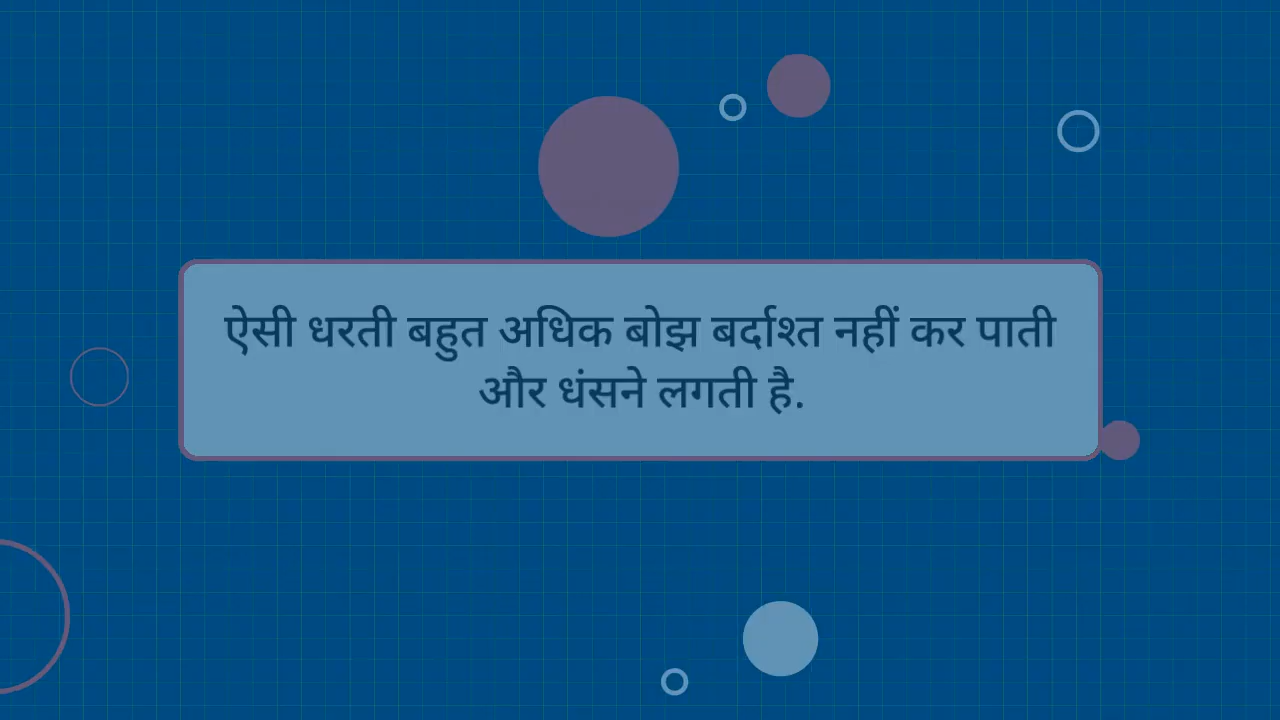 ऐसी धरती बहुत अधिक बोझ बर्दाश्त नहीं कर पाती
और धंसने लगती है.